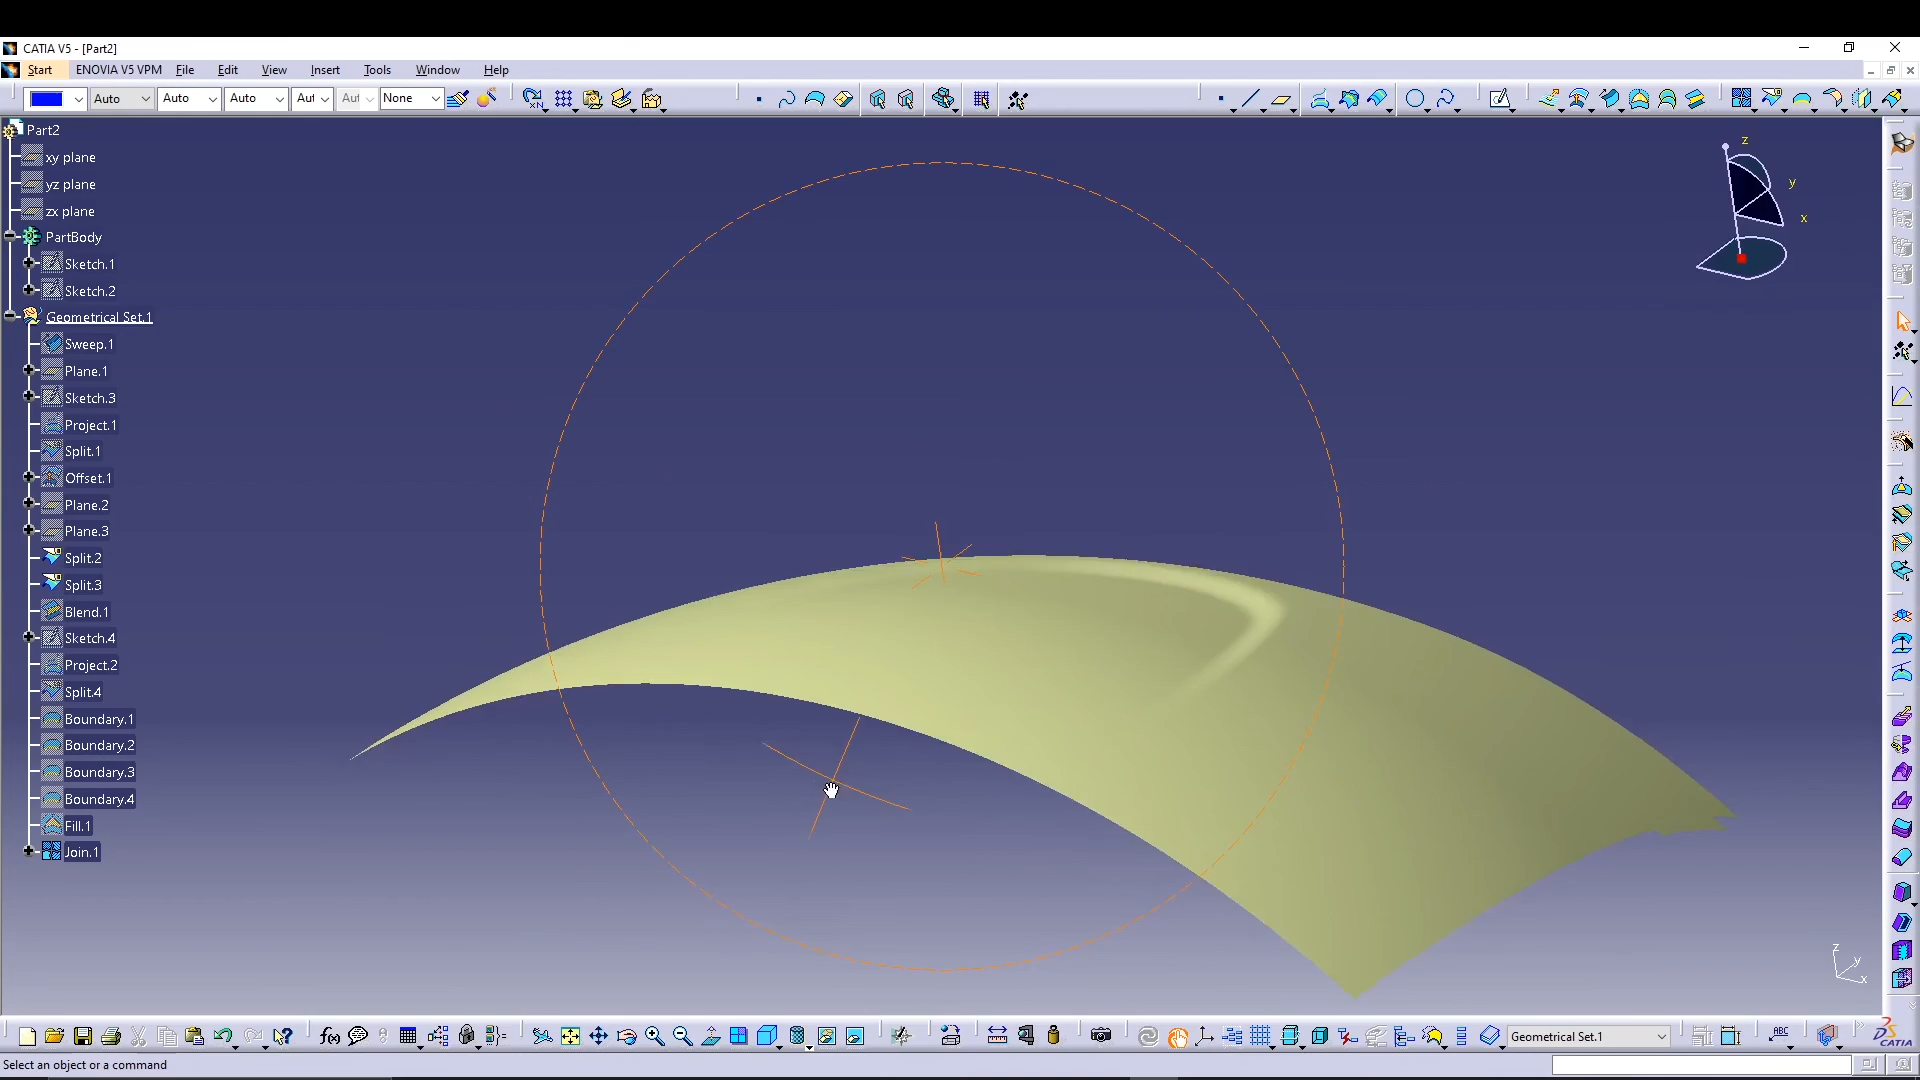 CATIA V5 - [Part2]
Start ENOVIA V5 VPM File Edit View Insert Tools Window Help
Auto Auto Auto Aut Aut None
Part2
xy plane
yz plane
zx plane
PartBody
Sketch.1
Sketch.2
Geometrical Set.1
Sweep.1
Plane.1
Sketch.3
Project.1
Split.1
Offset.1
Plane.2
Plane.3
Split.2
Split.3
Blend.1
Sketch.4
Project.2
Split.4
Boundary.1
Boundary.2
Boundary.3
Boundary.4
Fill.1
Join.1
z
y
x
z
y
x
f(x)
Geometrical Set.1
ABC
CATIA
Select an object or a command